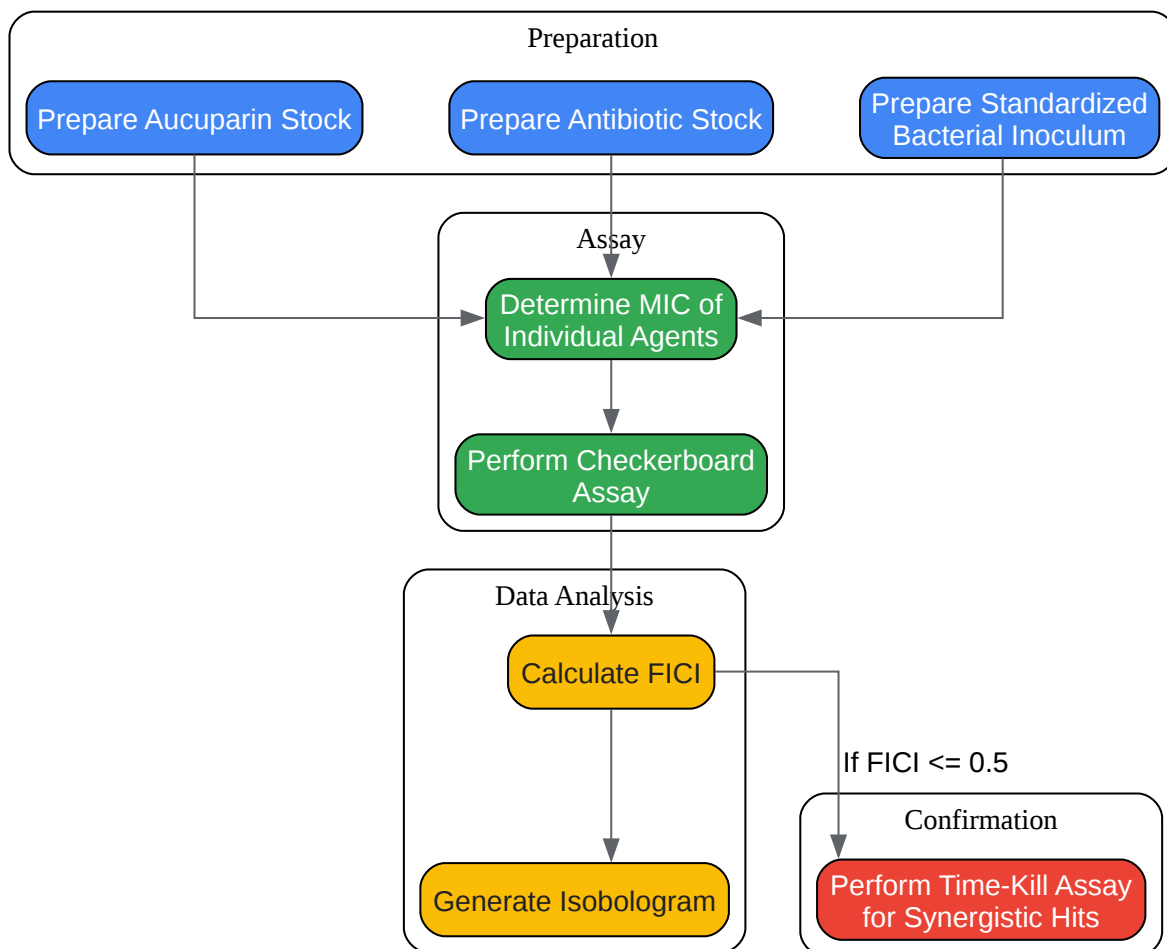 Preparation
Prepare Aucuparin Stock
Prepare Antibiotic Stock
Prepare Standardized
Bacterial Inoculum
Assay
Determine MIC of
Individual Agents
Perform Checkerboard
Assay
Data Analysis
Calculate FICI
If FICI <= 0.5
Confirmation
Generate Isobologram
Perform Time-Kill Assay
for Synergistic Hits